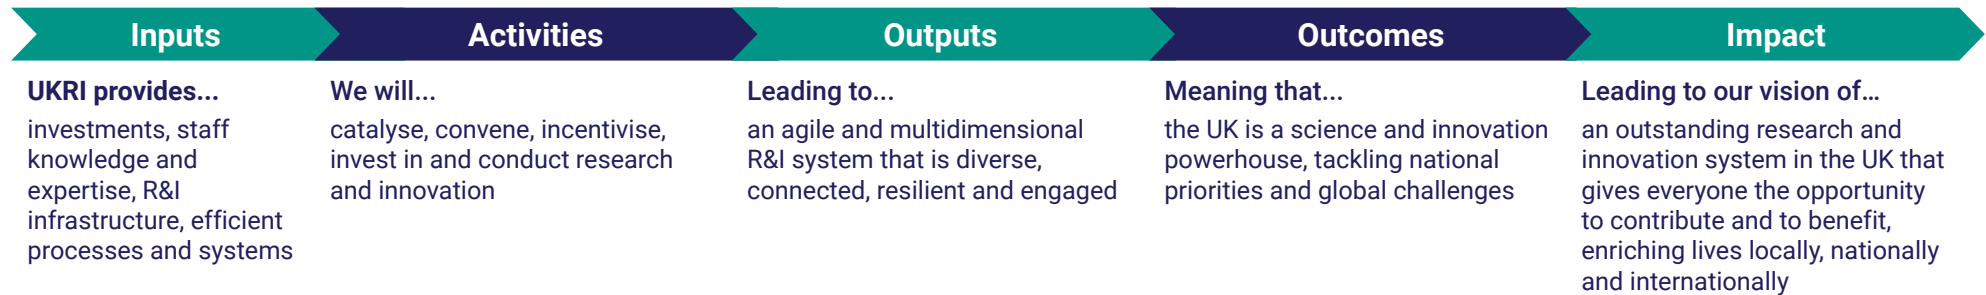 Inputs
Activities
Outputs
Outcomes
Impact
UKRI provides...
investments, staff
knowledge and
expertise, R&I
infrastructure, efficient
processes and systems
We will...
catalyse, convene, incentivise,
invest in and conduct research
and innovation
Leading to...
an agile and multidimensional
R&I system that is diverse,
connected, resilient and engaged
Meaning that...
the UK is a science and innovation
powerhouse, tackling national
priorities and global challenges
Leading to our vision of…
an outstanding research and
innovation system in the UK that
gives everyone the opportunity
to contribute and to benefit,
enriching lives locally, nationally
and internationally